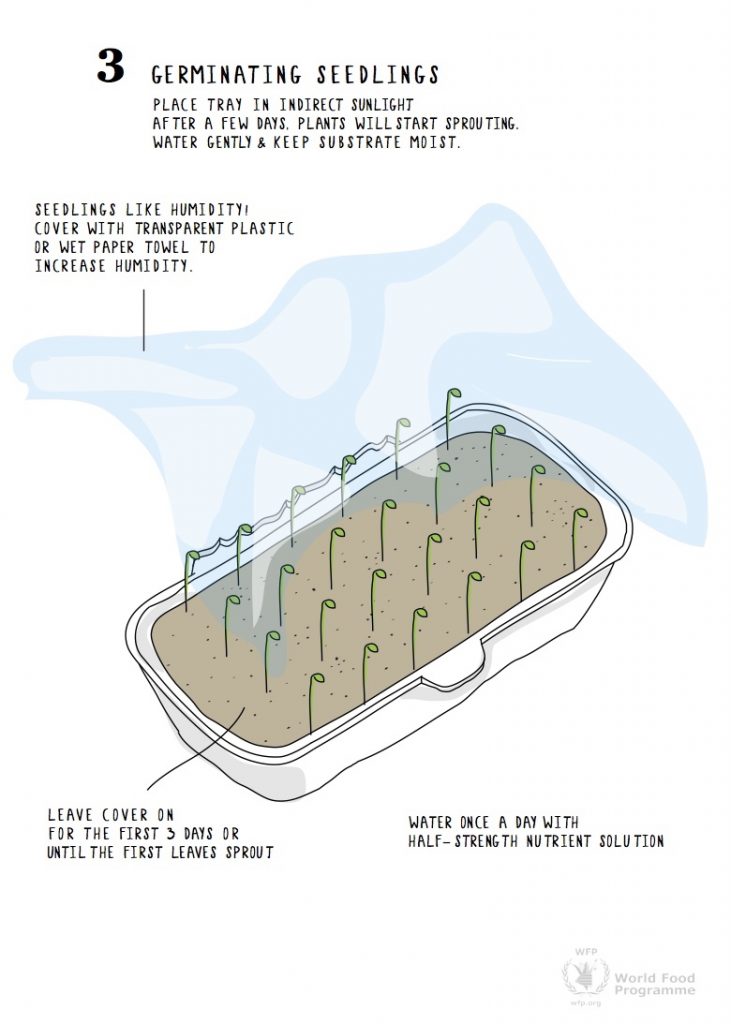 3 GERMINATING SEEDLINGS
PLACE TRAY IN INDIRECT SUNLIGHT
AFTER A FEW DAYS, PLANTS WILL START SPROUTING.
WATER GENTLY & KEEP SUBSTRATE MOIST.
SEEDLINGS LIKE HUMIDITY!
COVER WITH TRANSPARENT PLASTIC
OR WET PAPER TOWEL TO
INCREASE HUMIDITY.
LEAVE COVER ON
FOR THE FIRST 3 DAYS OR
UNTIL THE FIRST LEAVES SPROUT
WATER ONCE A DAY WITH
HALF-STRENGTH NUTRIENT SOLUTION
WFP
World Food
Programme
wfp.org